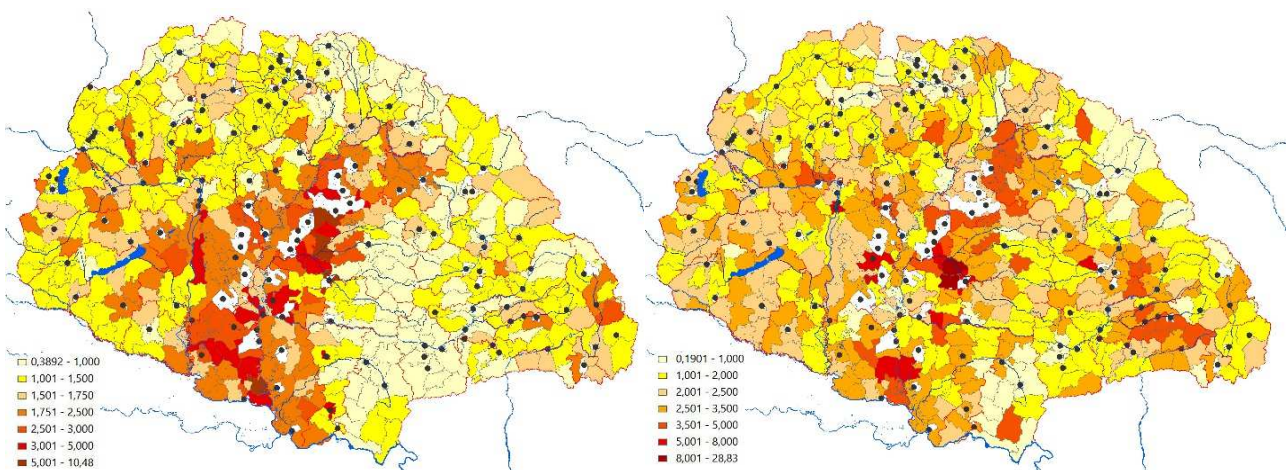 0,3892 - 1,000
1,001 - 1,500
1,501 - 1,750
1,751 - 2,500
2,501 - 3,000
3,001 - 5,000
5,001 - 10,48
0,1901 - 1,000
1,001 - 2,000
2,001 - 2,500
2,501 - 3,500
3,501 - 5,000
5,001 - 8,000
8,001 - 28,83